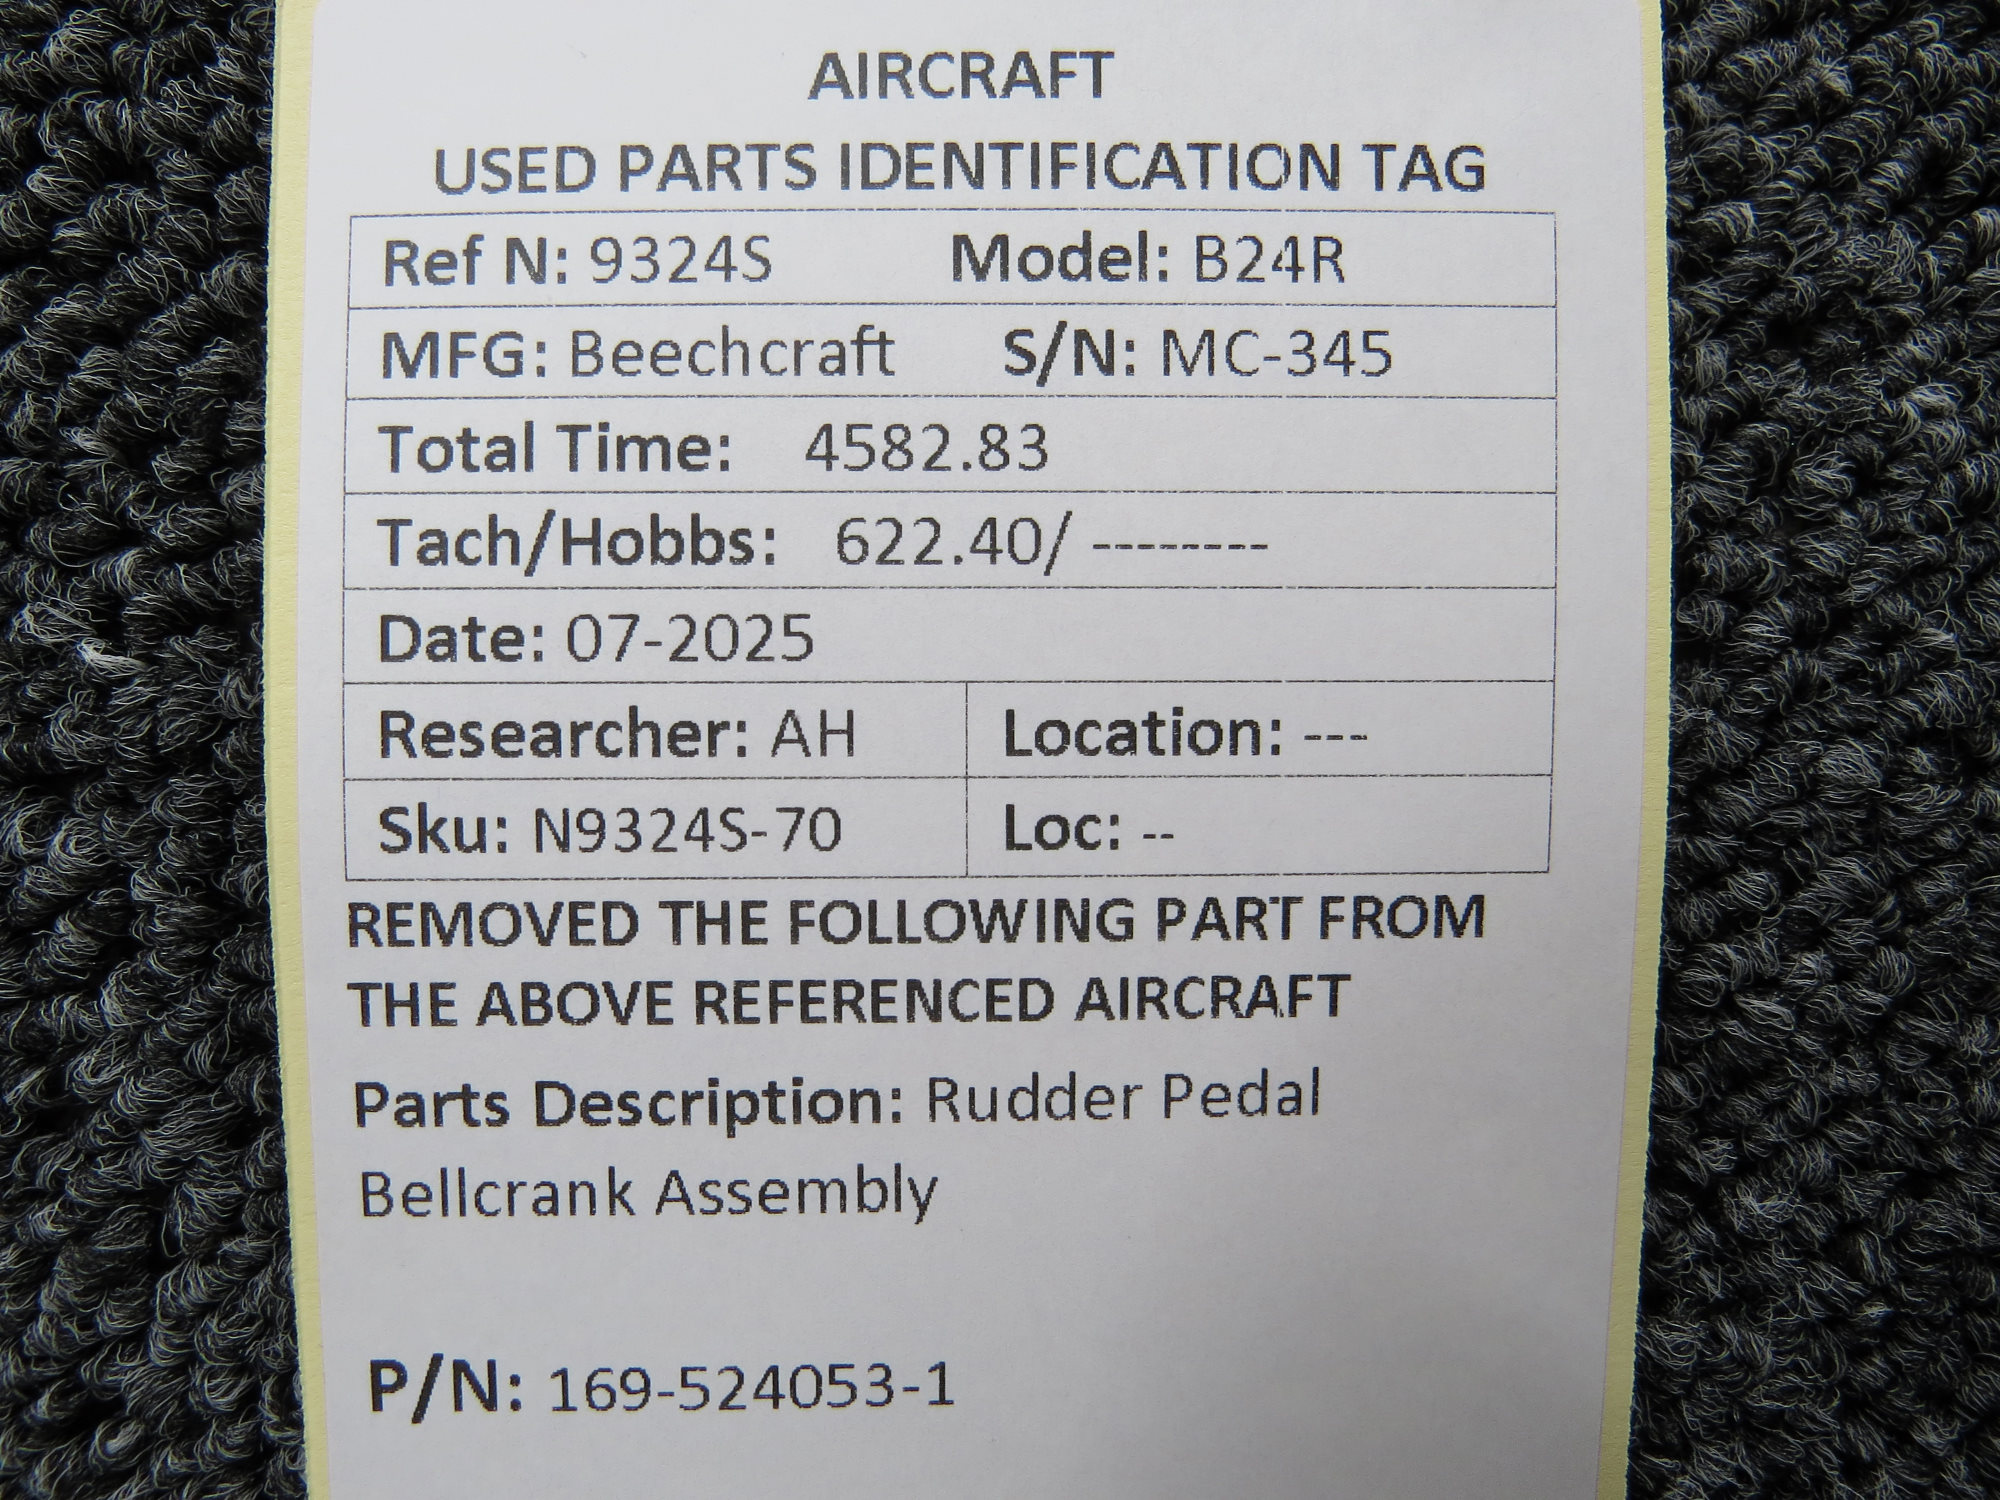 AIRCRAFT
USED PARTS IDENTIFICATION TAG
Ref N: 9324S Model: B24R
MFG: Beechcraft S/N: MC-345
Total Time: 4582.83
Tach/Hobbs: 622.40/ --------
Date: 07-2025
Researcher: AH Location: ---
Sku: N9324S-70 Loc: --
REMOVED THE FOLLOWING PART FROM
THE ABOVE REFERENCED AIRCRAFT
Parts Description: Rudder Pedal
Bellcrank Assembly
P/N: 169-524053-1